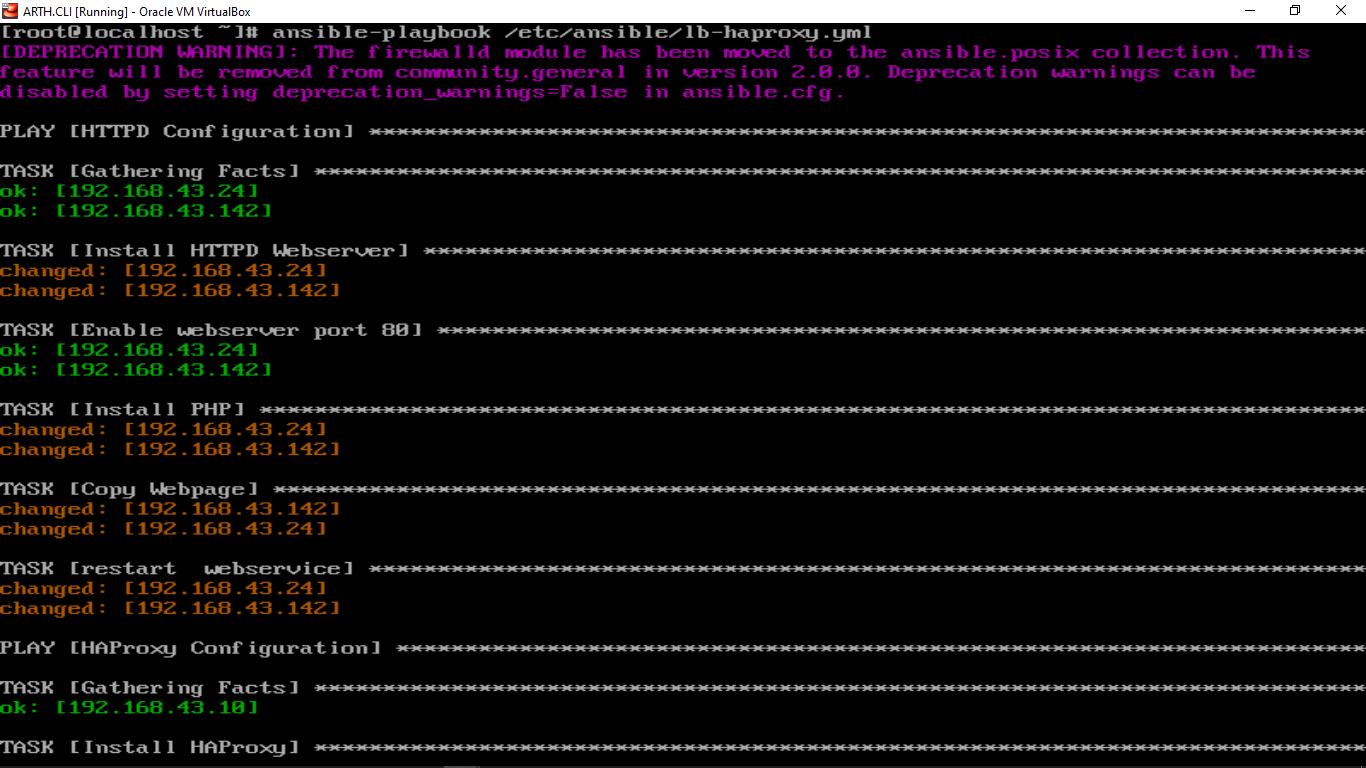 ARTH.CLI [Running] - Oracle VM VirtualBox
[root@localhost ~]# ansible-playbook /etc/ansible/lb-haproxy.yml
[DEPRECATION WARNING]: The firewalld module has been moved to the ansible.posix collection. This
feature will be removed from community.general in version 2.0.0. Deprecation warnings can be
disabled by setting deprecation_warnings=False in ansible.cfg.
PLAY [HTTPD Configuration] *************************************************************************
TASK [Gathering Facts] *****************************************************************************
ok: [192.168.43.24]
ok: [192.168.43.142]
TASK [Install HTTPD Webserver] *********************************************************************
changed: [192.168.43.24]
changed: [192.168.43.142]
TASK [Enable webserver port 80] ********************************************************************
ok: [192.168.43.24]
ok: [192.168.43.142]
TASK [Install PHP] *********************************************************************************
changed: [192.168.43.24]
changed: [192.168.43.142]
TASK [Copy Webpage] ********************************************************************************
changed: [192.168.43.142]
changed: [192.168.43.24]
TASK [restart  webservice] *************************************************************************
changed: [192.168.43.24]
changed: [192.168.43.142]
PLAY [HAProxy Configuration] ***********************************************************************
TASK [Gathering Facts] *****************************************************************************
ok: [192.168.43.10]
TASK [Install HAProxy] *****************************************************************************